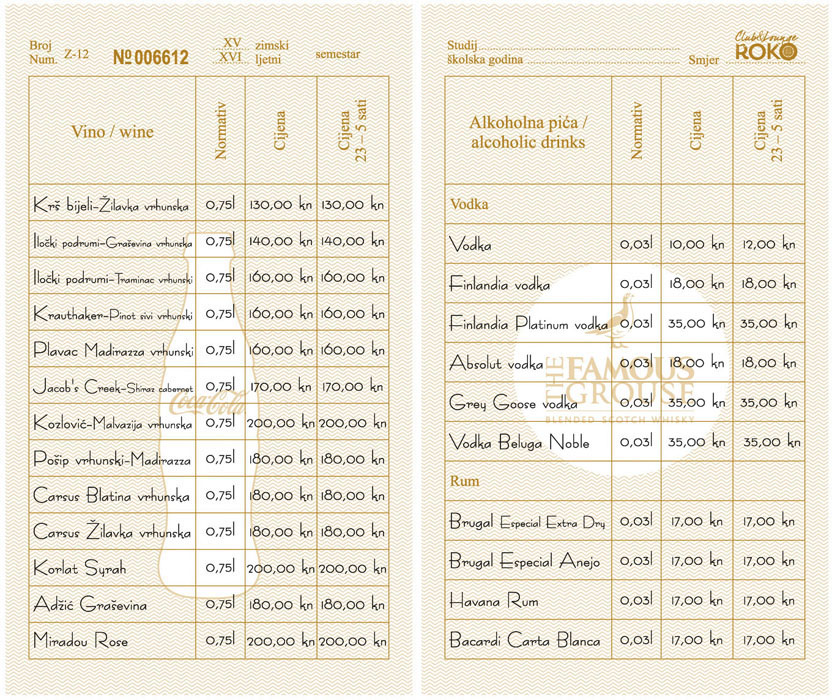 Broj
Num. Z-12 №006612 XV zimski
XVI ljetni semestar
Vino / wine Normativ Cijena Cijena 23 – 5 sati
Krš bijeli-Žilavka vrhunska 0,75l 130,00 kn 130,00 kn
Iločki podrumi-Graševina vrhunska 0,75l 140,00 kn 140,00 kn
Iločki podrumi-Traminac vrhunski 0,75l 160,00 kn 160,00 kn
Krauthaker-Pinot sivi vrhunski 0,75l 160,00 kn 160,00 kn
Plavac Madirazza vrhunski 0,75l 160,00 kn 160,00 kn
Jacob's Creek-Shiraz cabernet 0,75l 170,00 kn 170,00 kn
Coca-Cola
Kozlović-Malvazija vrhunska 0,75l 200,00 kn 200,00 kn
Pošip vrhunski-Madirazza 0,75l 180,00 kn 180,00 kn
Carsus Blatina vrhunska 0,75l 180,00 kn 180,00 kn
Carsus Žilavka vrhunska 0,75l 180,00 kn 180,00 kn
Korlat Syrah 0,75l 200,00 kn 200,00 kn
Adžić Graševina 0,75l 180,00 kn 180,00 kn
Miradou Rose 0,75l 200,00 kn 200,00 kn
Club&Lounge
ROKO
Studij
školska godina Smjer
Alkoholna pića /
alcoholic drinks Normativ Cijena Cijena 23 – 5 sati
Vodka
Vodka 0,03l 10,00 kn 12,00 kn
Finlandia vodka 0,03l 18,00 kn 18,00 kn
Finlandia Platinum vodka 0,03l 35,00 kn 35,00 kn
Absolut vodka 0,03l 18,00 kn 18,00 kn
THE FAMOUS
GROUSE
Grey Goose vodka 0,03l 35,00 kn 35,00 kn
BLENDED SCOTCH WHISKY
Vodka Beluga Noble 0,03l 35,00 kn 35,00 kn
Rum
Brugal Especial Extra Dry 0,03l 17,00 kn 17,00 kn
Brugal Especial Anejo 0,03l 17,00 kn 17,00 kn
Havana Rum 0,03l 17,00 kn 17,00 kn
Bacardi Carta Blanca 0,03l 17,00 kn 17,00 kn